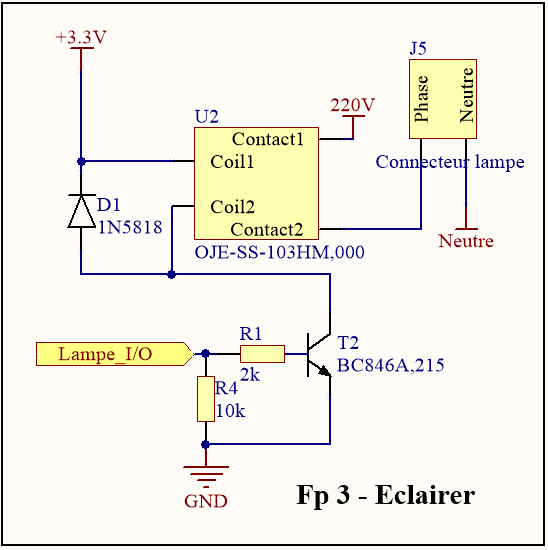 +3.3V
J5
Phase
Neutre
220V
U2
Contact1
Coil1
Connecteur lampe
D1
1N5818
Coil2
Contact2
Neutre
OJE-SS-103HM,000
Lampe_I/O
R1
2k
T2
BC846A,215
R4
10k
GND
Fp 3 - Eclairer